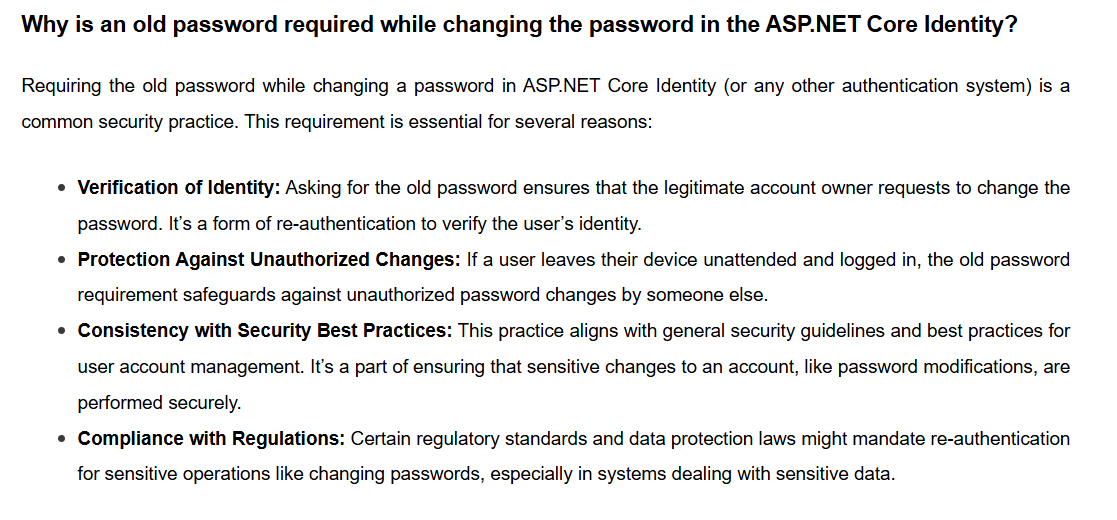 Why is an old password required while changing the password in the ASP.NET Core Identity?
Requiring the old password while changing a password in ASP.NET Core Identity (or any other authentication system) is a
common security practice. This requirement is essential for several reasons:
• Verification of Identity: Asking for the old password ensures that the legitimate account owner requests to change the
password. It’s a form of re-authentication to verify the user’s identity.
• Protection Against Unauthorized Changes: If a user leaves their device unattended and logged in, the old password
requirement safeguards against unauthorized password changes by someone else.
• Consistency with Security Best Practices: This practice aligns with general security guidelines and best practices for
user account management. It’s a part of ensuring that sensitive changes to an account, like password modifications, are
performed securely.
• Compliance with Regulations: Certain regulatory standards and data protection laws might mandate re-authentication
for sensitive operations like changing passwords, especially in systems dealing with sensitive data.